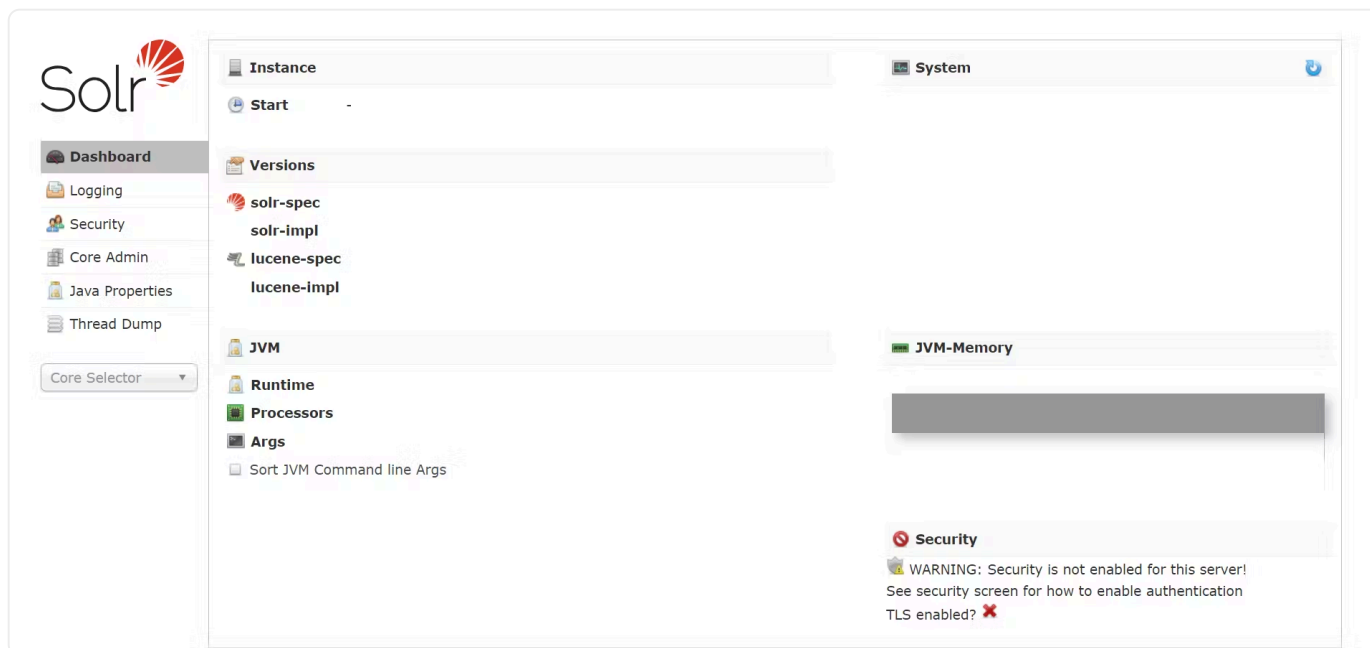 Solr
Dashboard
Logging
Security
Core Admin
Java Properties
Thread Dump
Core Selector
Instance
Start -
Versions
solr-spec
solr-impl
lucene-spec
lucene-impl
JVM
Runtime
Processors
Args
Sort JVM Command line Args
System
JVM-Memory
Security
WARNING: Security is not enabled for this server!
See security screen for how to enable authentication
TLS enabled?